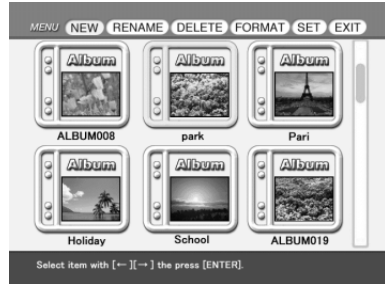 MENU NEW RENAME DELETE FORMAT SET EXIT
Album Album Album
ALBUM008 park Pari
Album Album Album
Holiday School ALBUM019
Select item with [←][→] the press [ENTER].